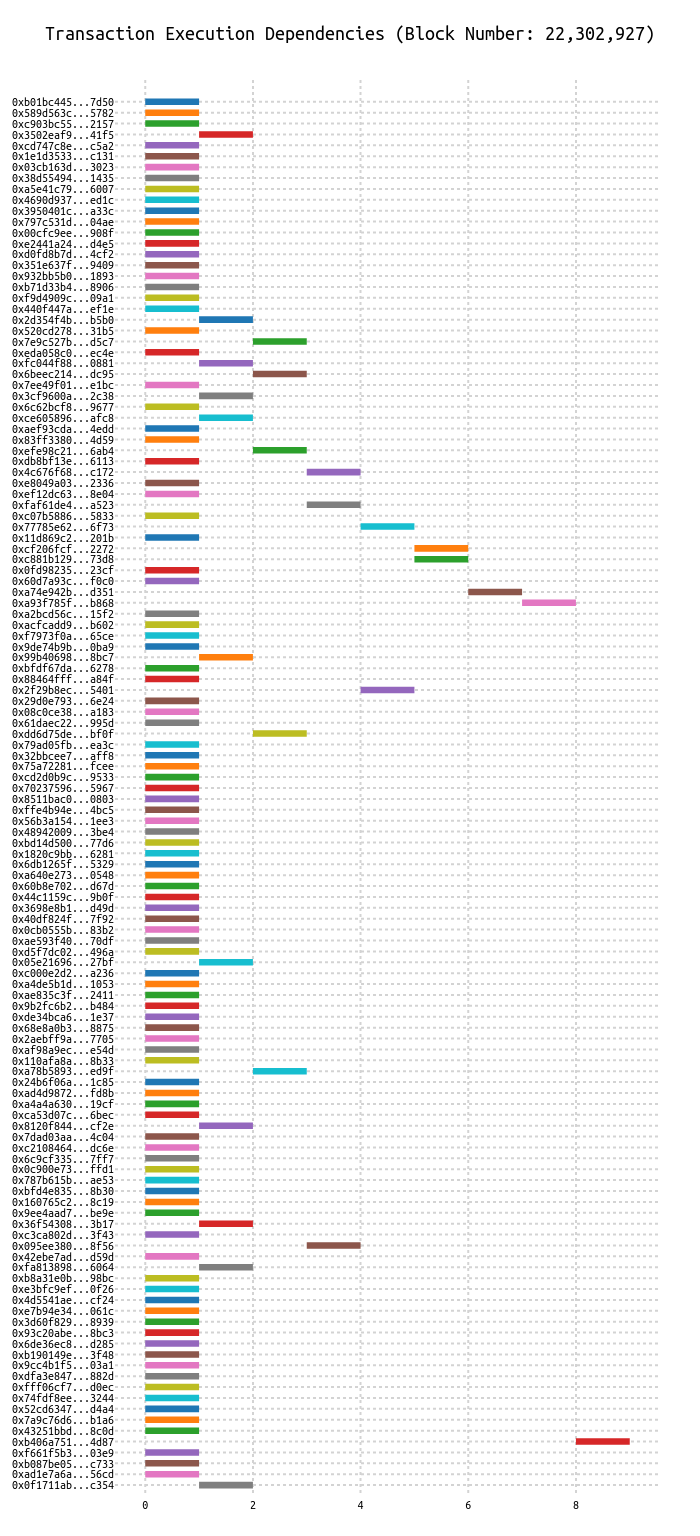 Transaction Execution Dependencies (Block Number: 22,302,927)
0xb01bc445...7d50
0x589d563c...5782
0xc903bc55...2157
0x3502eaf9...41f5
0xcd747c8e...c5a2
0x1e1d3533...c131
0x03cb163d...3023
0x38d55494...1435
0xa5e41c79...6007
0x4690d937...ed1c
0x3950401c...a33c
0x797c531d...04ae
0x00cfc9ee...908f
0xe2441a24...d4e5
0xd0fd8b7d...4cf2
0x351e637f...9409
0x932bb5b0...1893
0xb71d33b4...8906
0xf9d4909c...09a1
0x440f447a...ef1e
0x2d354f4b...b5b0
0x520cd278...31b5
0x7e9c527b...d5c7
0xeda058c0...ec4e
0xfc044f88...0881
0x6beec214...dc95
0x7ee49f01...e1bc
0x3cf9600a...2c38
0x6c62bcf8...9677
0xce605896...afc8
0xaef93cda...4edd
0x83ff3380...4d59
0xefe98c21...6ab4
0xdb8bf13e...6113
0x4c676f68...c172
0xe8049a03...2336
0xef12dc63...8e04
0xfaf61de4...a523
0xc07b5886...5833
0x77785e62...6f73
0x11d869c2...201b
0xcf206fcf...2272
0xc881b129...73d8
0x0fd98235...23cf
0x60d7a93c...f0c0
0xa74e942b...d351
0xa93f785f...b868
0xa2bcd56c...15f2
0xacfcadd9...b602
0xf7973f0a...65ce
0x9de74b9b...0ba9
0x99b40698...8bc7
0xbfdf67da...6278
0x88464fff...a84f
0x2f29b8ec...5401
0x29d0e793...6e24
0x08c0ce38...a183
0x61daec22...995d
0xdd6d75de...bf0f
0x79ad05fb...ea3c
0x32bbcee7...aff8
0x75a72281...fcee
0xcd2d0b9c...9533
0x70237596...5967
0x8511bac0...0803
0xffe4b94e...4bc5
0x56b3a154...1ee3
0x48942009...3be4
0xbd14d500...77d6
0x1820c9bb...6281
0x6db1265f...5329
0xa640e273...0548
0x60b8e702...d67d
0x44c1159c...9b0f
0x3698e8b1...d49d
0x40df824f...7f92
0x0cb0555b...83b2
0xae593f40...70df
0xd5f7dc02...496a
0x05e21696...27bf
0xc000e2d2...a236
0xa4de5b1d...1053
0xae835c3f...2411
0x9b2fc6b2...b484
0xde34bca6...1e37
0x68e8a0b3...8875
0x2aebff9a...7705
0xaf98a9ec...e54d
0x110afa8a...8b33
0xa78b5893...ed9f
0x24b6f06a...1c85
0xad4d9872...fd8b
0xa4a4a630...19cf
0xca53d07c...6bec
0x8120f844...cf2e
0x7dad03aa...4c04
0xc2108464...dc6e
0x6c9cf335...7ff7
0x0c900e73...ffd1
0x787b615b...ae53
0xbfd4e835...8b30
0x160765c2...8c19
0x9ee4aad7...be9e
0x36f54308...3b17
0xc3ca802d...3f43
0x095ee380...8f56
0x42ebe7ad...d59d
0xfa813898...6064
0xb8a31e0b...98bc
0xe3bfc9ef...0f26
0x4d5541ae...cf24
0xe7b94e34...061c
0x3d60f829...8939
0x93c20abe...8bc3
0x6de36ec8...d285
0xb190149e...3f48
0x9cc4b1f5...03a1
0xdfa3e847...882d
0xfff06cf7...d0ec
0x74fdf8ee...3244
0x52cd6347...d4a4
0x7a9c76d6...b1a6
0x43251bbd...8c0d
0xb406a751...4d87
0xf661f5b3...03e9
0xb087be05...c733
0xad1e7a6a...56cd
0x0f1711ab...c354
0 2 4 6 8